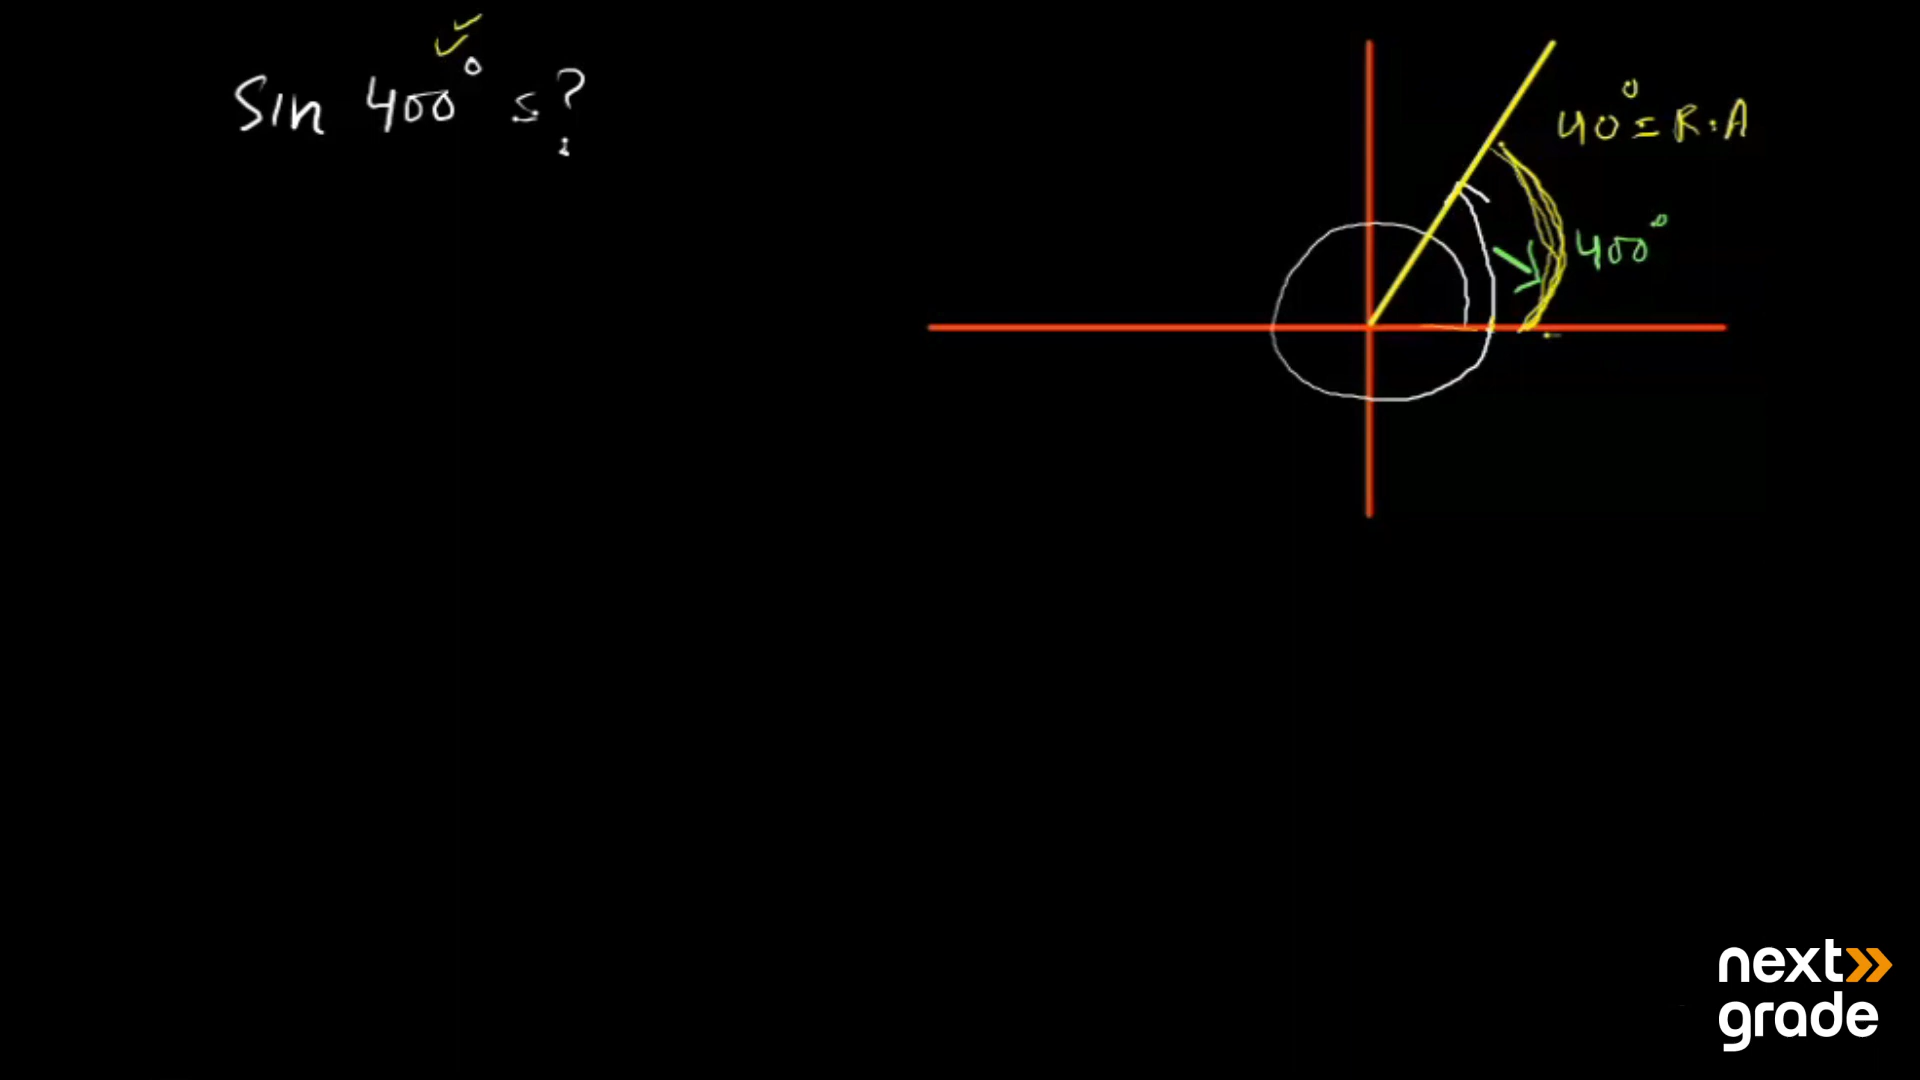 Sin 400° = ?
40° = R.A
400°
next
grade